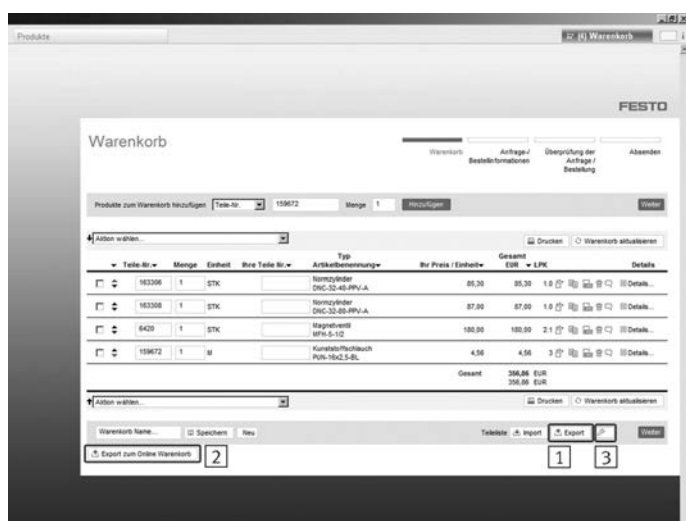 Produkte
(4) Warenkorb
FESTO
Warenkorb
Warenkorb Anfrage-/ Bestellinformationen Überprüfung der Anfrage / Bestellung Absenden
Produkte zum Warenkorb hinzufügen Teile-Nr. 159672 Menge 1 Hinzufügen Weiter
Aktion wählen... Drucken Warenkorb aktualisieren
Teile-Nr. Menge Einheit Ihre Teile Nr. Typ Artikelbenennung Ihr Preis / Einheit Gesamt EUR LPK Details
163306 1 STK Normzylinder DNC-32-40-PPV-A 85,30 85,30 1.0 Details...
163308 1 STK Normzylinder DNC-32-80-PPV-A 87,00 87,00 1.0 Details...
6420 1 STK Magnetventil MFH-5-1/2 180,00 180,00 2.1 Details...
159672 1 M Kunststoffschlauch PUN-16x2,5-BL 4,56 4,56 3 Details...
Gesamt 356,86 EUR
356,86 EUR
Aktion wählen... Drucken Warenkorb aktualisieren
Warenkorb Name... Speichern Neu Teileliste Import Export Weiter
Export zum Online Warenkorb 2 1 3